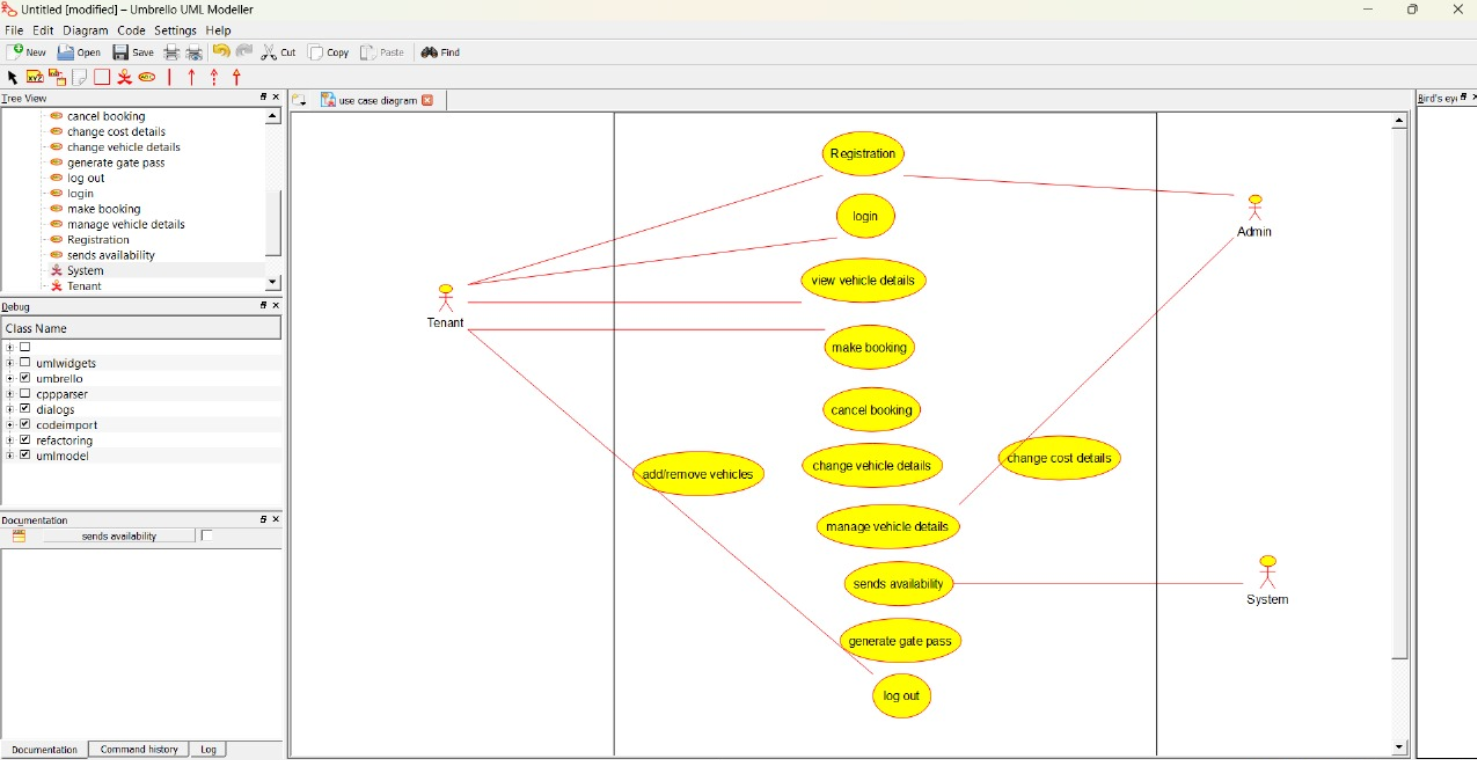 Untitled [modified] – Umbrello UML Modeller
File Edit Diagram Code Settings Help
New Open Save Cut Copy Paste Find
Tree View
cancel booking
change cost details
change vehicle details
generate gate pass
log out
login
make booking
manage vehicle details
Registration
sends availability
System
Tenant
Debug
Class Name
umlwidgets
umbrello
cppparser
dialogs
codeimport
refactoring
umlmodel
Documentation
sends availability
Documentation Command history Log
use case diagram
Registration
login
view vehicle details
make booking
cancel booking
change vehicle details
add/remove vehicles
change cost details
manage vehicle details
sends availability
generate gate pass
log out
Tenant
Admin
System
Bird's eye